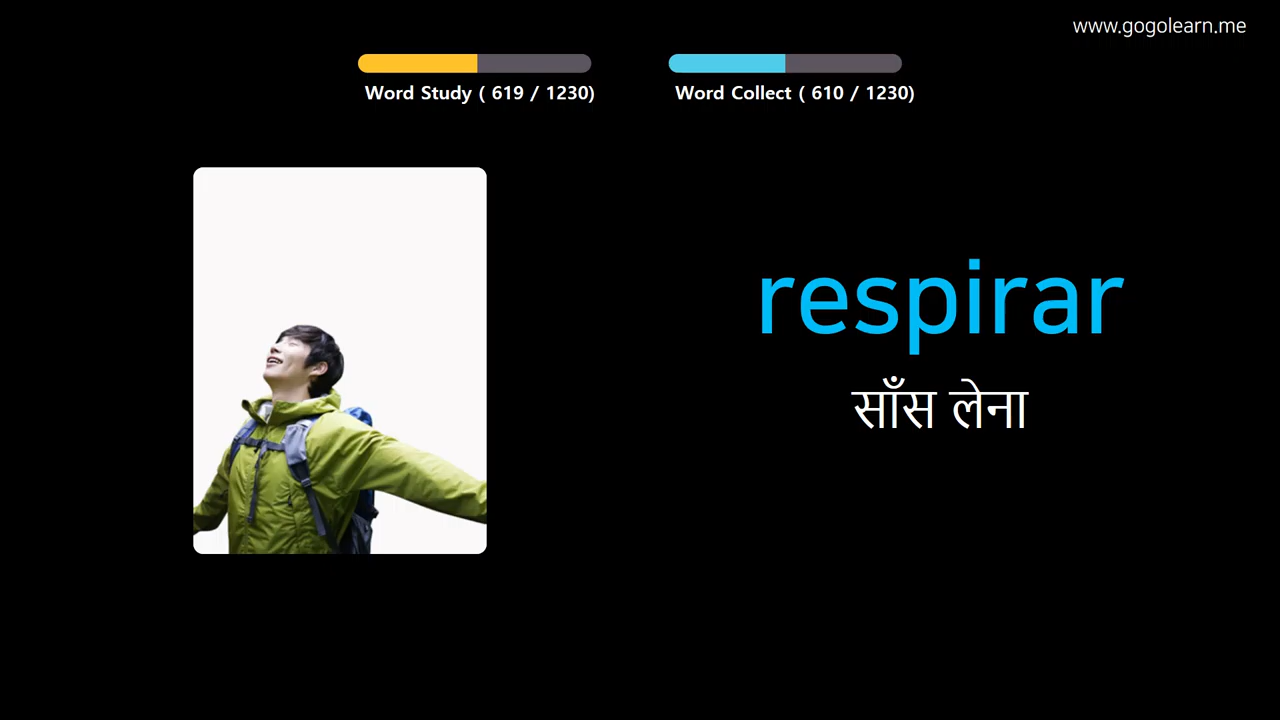 www.gogolearn.me
Word Study ( 619 / 1230)
Word Collect ( 610 / 1230)
respirar
साँस लेना